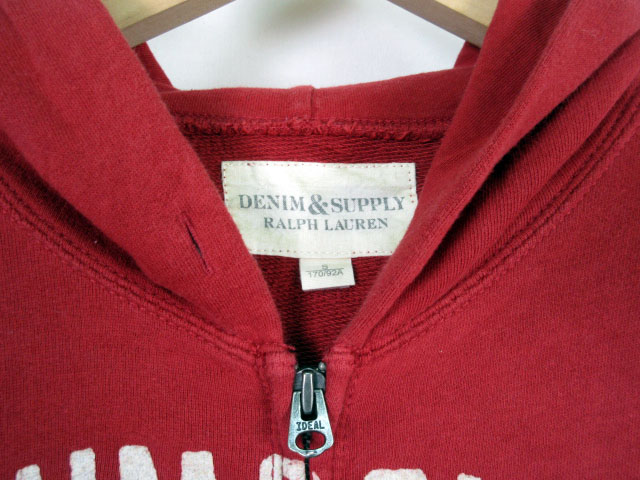 DENIM & SUPPLY
RALPH LAUREN
S
170/92A
IDEAL